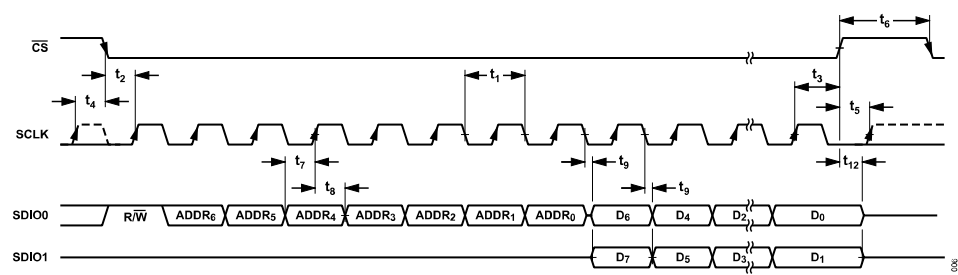 t6
CS
t2
t1
t3
t4
t5
SCLK
t7
t9
t12
t8
t9
SDIO0
R/W
ADDR6
ADDR5
ADDR4
ADDR3
ADDR2
ADDR1
ADDR0
D6
D4
D2
D0
SDIO1
D7
D5
D3
D1
006